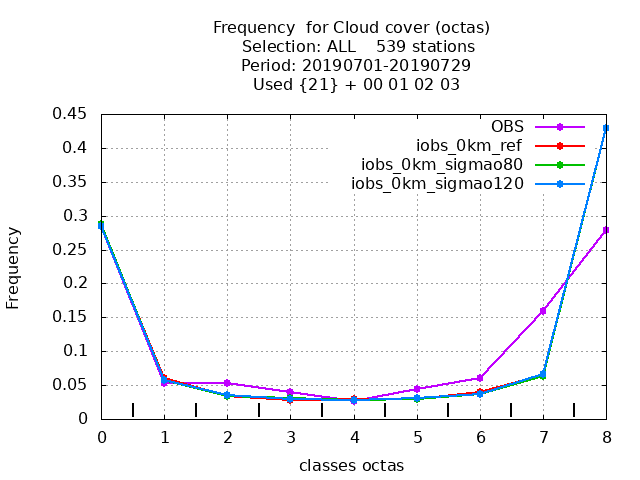 Frequency  for Cloud cover (octas)
Selection: ALL    539 stations
Period: 20190701-20190729
Used {21} + 00 01 02 03
OBS
iobs_0km_ref
iobs_0km_sigmao80
iobs_0km_sigmao120
Frequency
0.45
0.4
0.35
0.3
0.25
0.2
0.15
0.1
0.05
0
0 1 2 3 4 5 6 7 8
classes octas